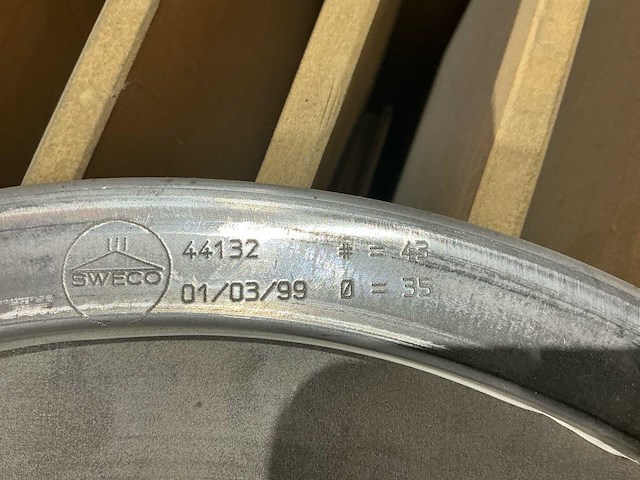 SWECO
44132 # = 43
01/03/99 Ø = 35